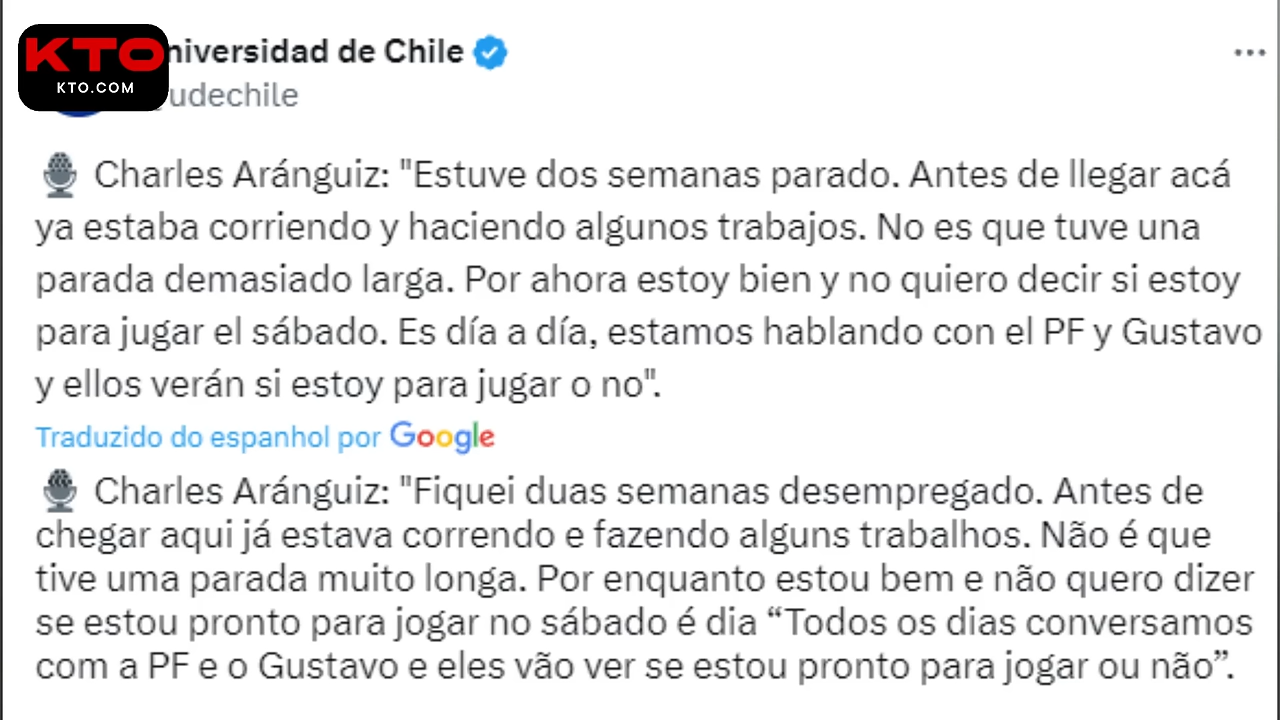 KTO
KTO.COM
niversidad de Chile
udechile
Charles Aránguiz: "Estuve dos semanas parado. Antes de llegar acá
ya estaba corriendo y haciendo algunos trabajos. No es que tuve una
parada demasiado larga. Por ahora estoy bien y no quiero decir si estoy
para jugar el sábado. Es día a día, estamos hablando con el PF y Gustavo
y ellos verán si estoy para jugar o no".
Traduzido do espanhol por Google
Charles Aránguiz: "Fiquei duas semanas desempregado. Antes de
chegar aqui já estava correndo e fazendo alguns trabalhos. Não é que
tive uma parada muito longa. Por enquanto estou bem e não quero dizer
se estou pronto para jogar no sábado é dia “Todos os dias conversamos
com a PF e o Gustavo e eles vão ver se estou pronto para jogar ou não”.